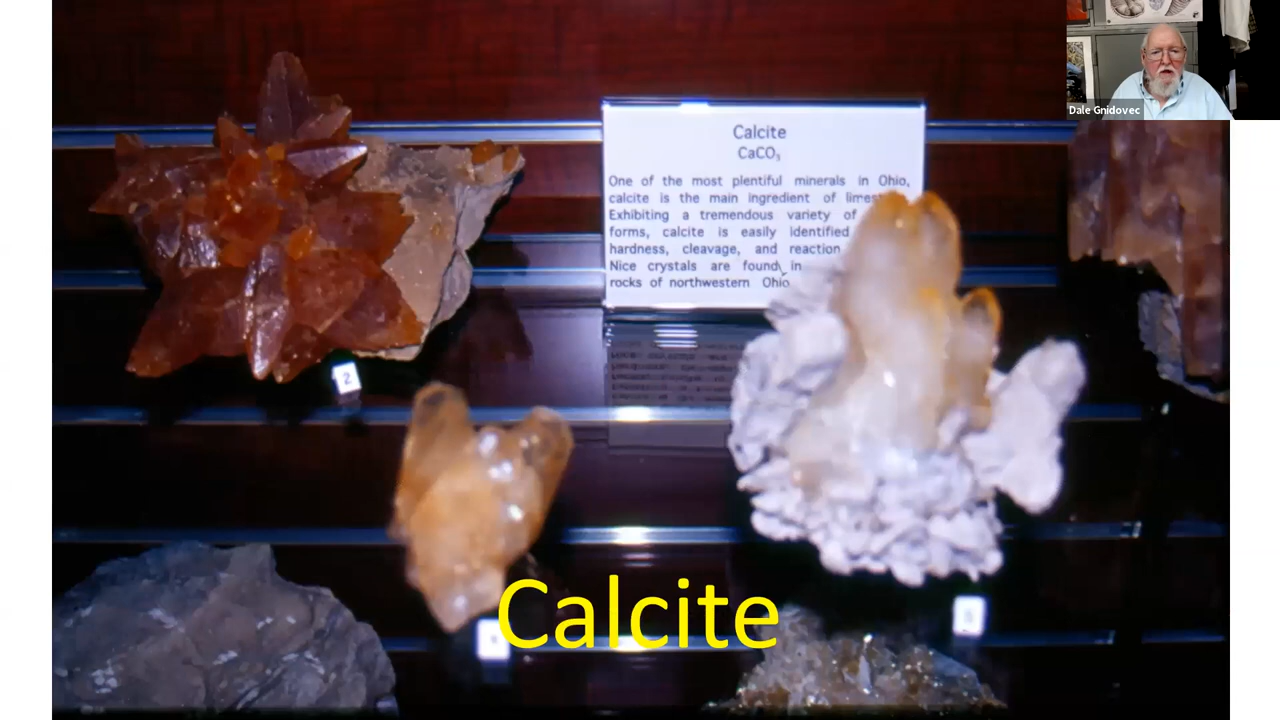 Dale Gnidovec
Calcite
CaCO₃
One of the most plentiful minerals in Ohio,
calcite is the main ingredient of
Exhibiting a tremendous variety of
forms, calcite is easily identified
hardness, cleavage, and reaction
Nice crystals are found in
rocks of northwestern Ohio
2
Calcite